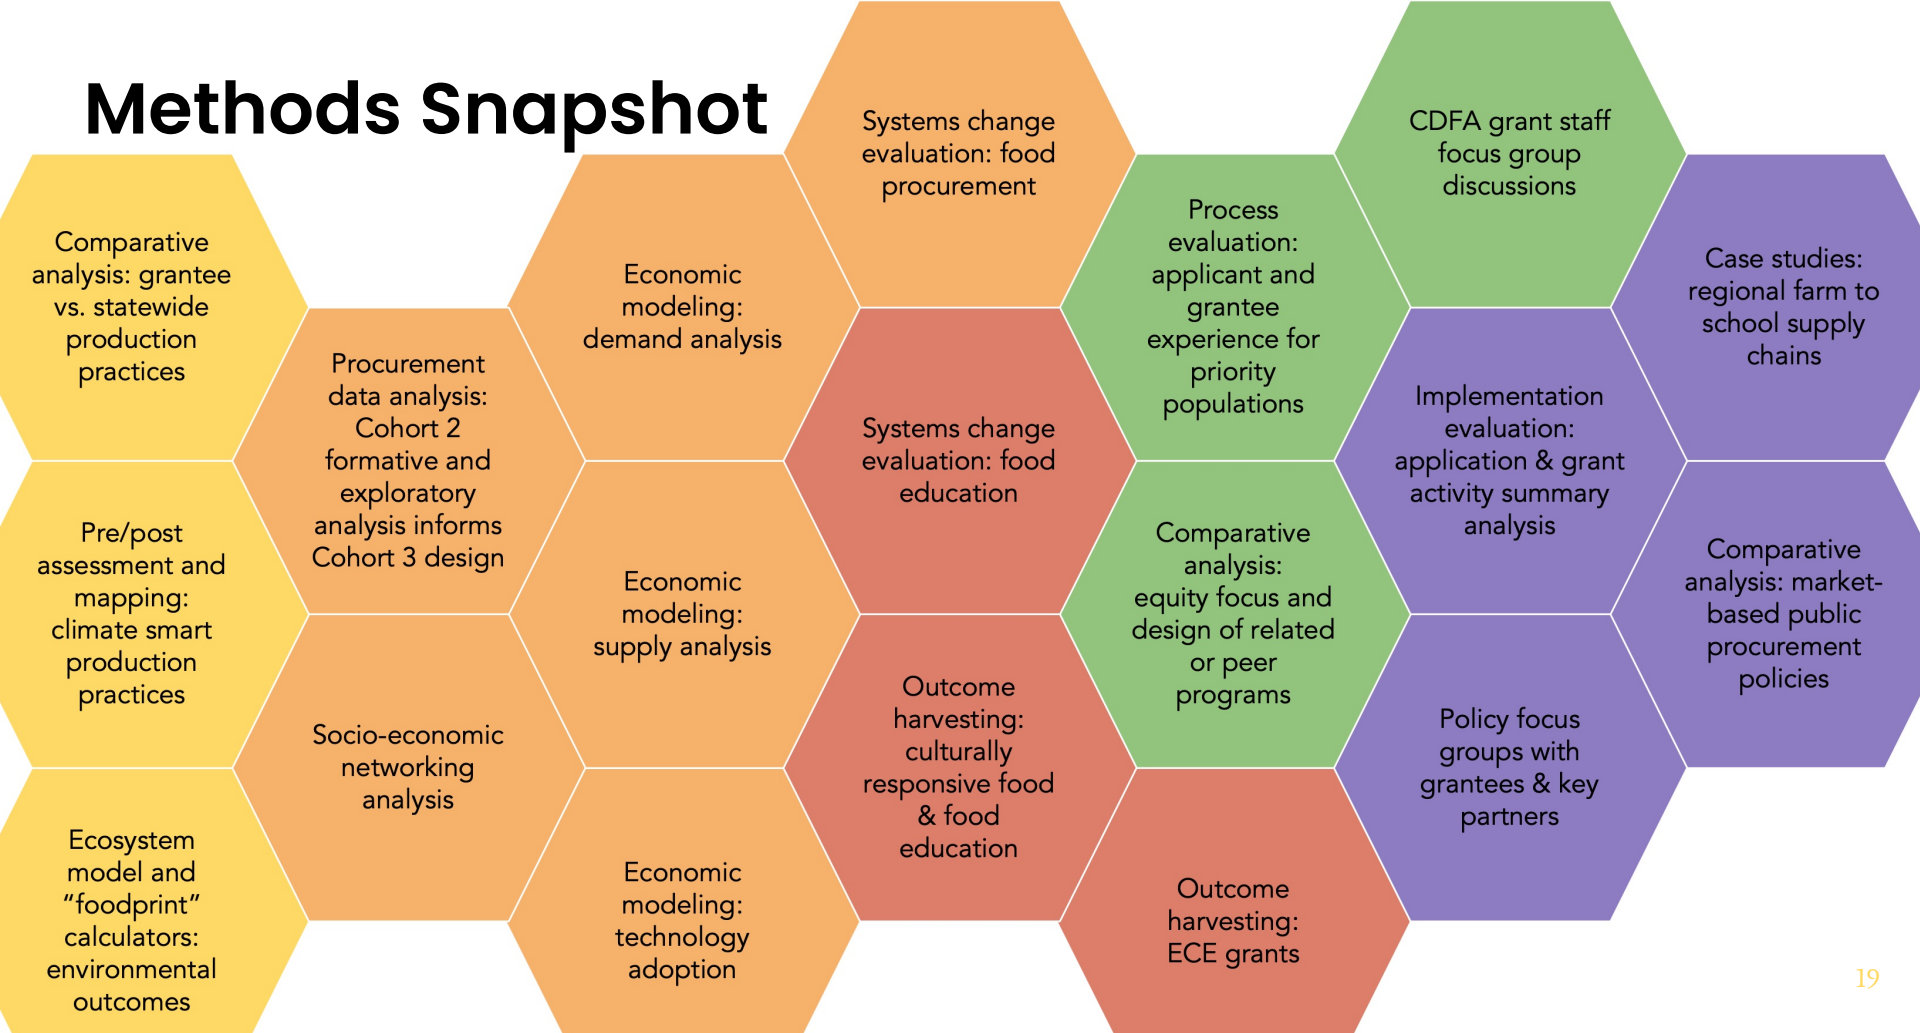 Methods Snapshot
Comparative
analysis: grantee
vs. statewide
production
practices
Pre/post
assessment and
mapping:
climate smart
production
practices
Ecosystem
model and
“foodprint”
calculators:
environmental
outcomes
Procurement
data analysis:
Cohort 2
formative and
exploratory
analysis informs
Cohort 3 design
Socio-economic
networking
analysis
Economic
modeling:
demand analysis
Economic
modeling:
supply analysis
Economic
modeling:
technology
adoption
Systems change
evaluation: food
procurement
Systems change
evaluation: food
education
Outcome
harvesting:
culturally
responsive food
& food
education
Process
evaluation:
applicant and
grantee
experience for
priority
populations
Comparative
analysis:
equity focus and
design of related
or peer
programs
Outcome
harvesting:
ECE grants
CDFA grant staff
focus group
discussions
Implementation
evaluation:
application & grant
activity summary
analysis
Policy focus
groups with
grantees & key
partners
Case studies:
regional farm to
school supply
chains
Comparative
analysis: market-
based public
procurement
policies
19